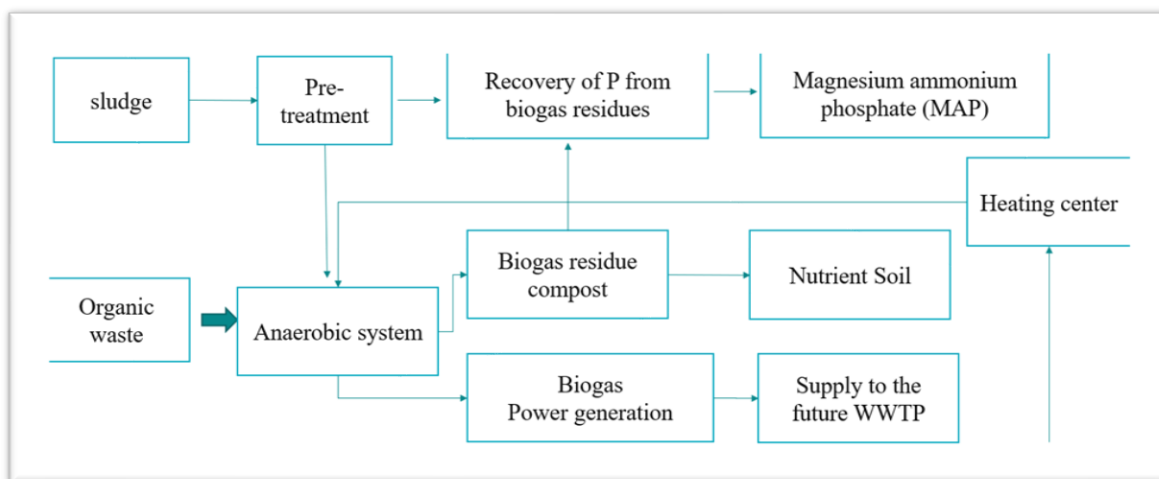 sludge
Pre-
treatment
Recovery of P from
biogas residues
Magnesium ammonium
phosphate (MAP)
Heating center
Biogas residue
compost
Nutrient Soil
Organic
waste
Anaerobic system
Biogas
Power generation
Supply to the
future WWTP